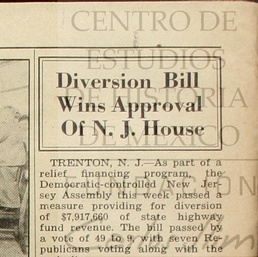 CENTRO DE
ESTUDIOS
DE HISTORIA
DE MEXICO
Diversion Bill
Wins Approval
Of N. J. House
TRENTON, N. J.—As part of a
relief financing program, the
Democratic-controlled New Jer-
sey Assembly this week passed a
measure providing for diversion
of $7,917,660 of state highway
fund revenue. The bill passed by
a vote of 49 to 9, with seven Re-
publicans voting along with the